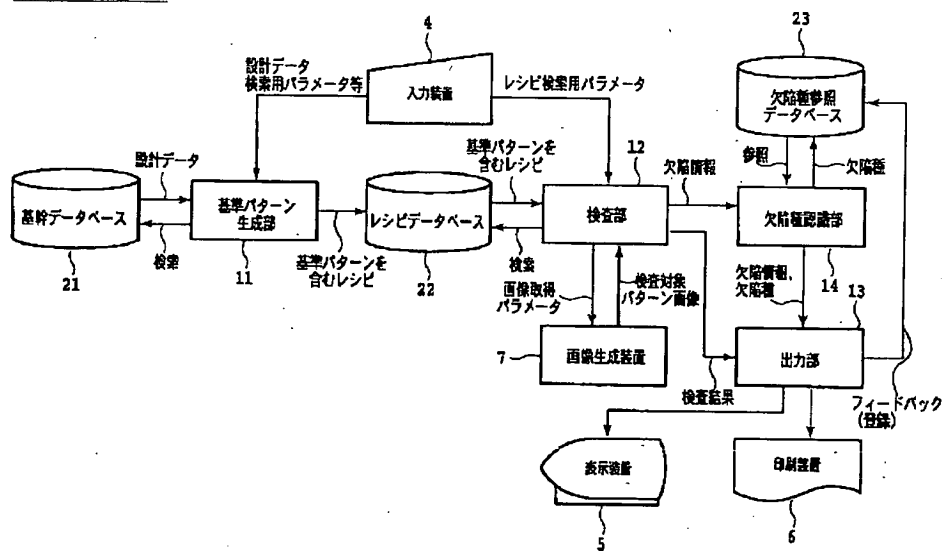 4
23
設計データ
検索用パラメータ等
入力装置
レシピ検索用パラメータ
欠陥種参照
データベース
設計データ
基準パターンを
含むレシピ
12
欠陥情報
参照
欠陥種
基幹データベース
基準パターン
生成部
レシピデータベース
検査部
欠陥種認識部
検索
21
11
基準パターンを
含むレシピ
22
検索
画像取得
パラメータ
検査対象
パターン画像
欠陥情報、
欠陥種
14
13
7
画像生成装置
出力部
検査結果
フィードバック
(登録)
表示装置
印刷装置
5
6